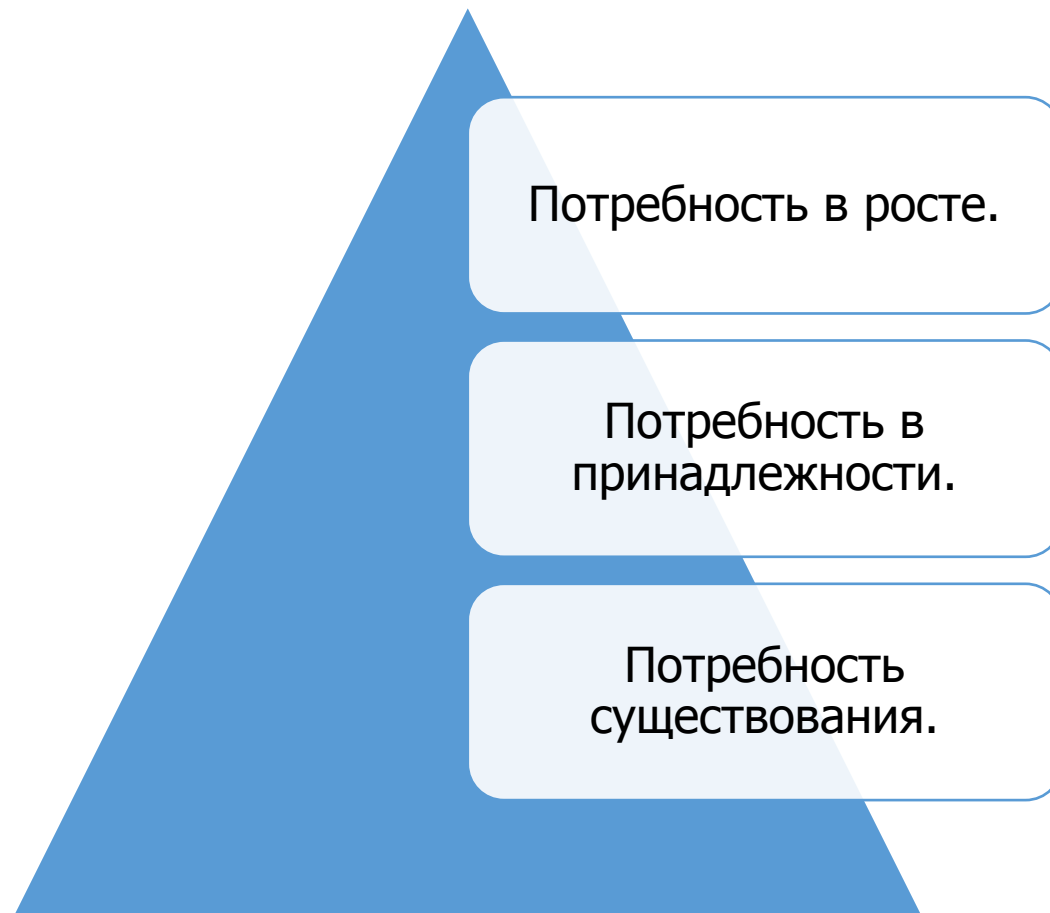 Потребность в росте.
Потребность в
принадлежности.
Потребность
существования.